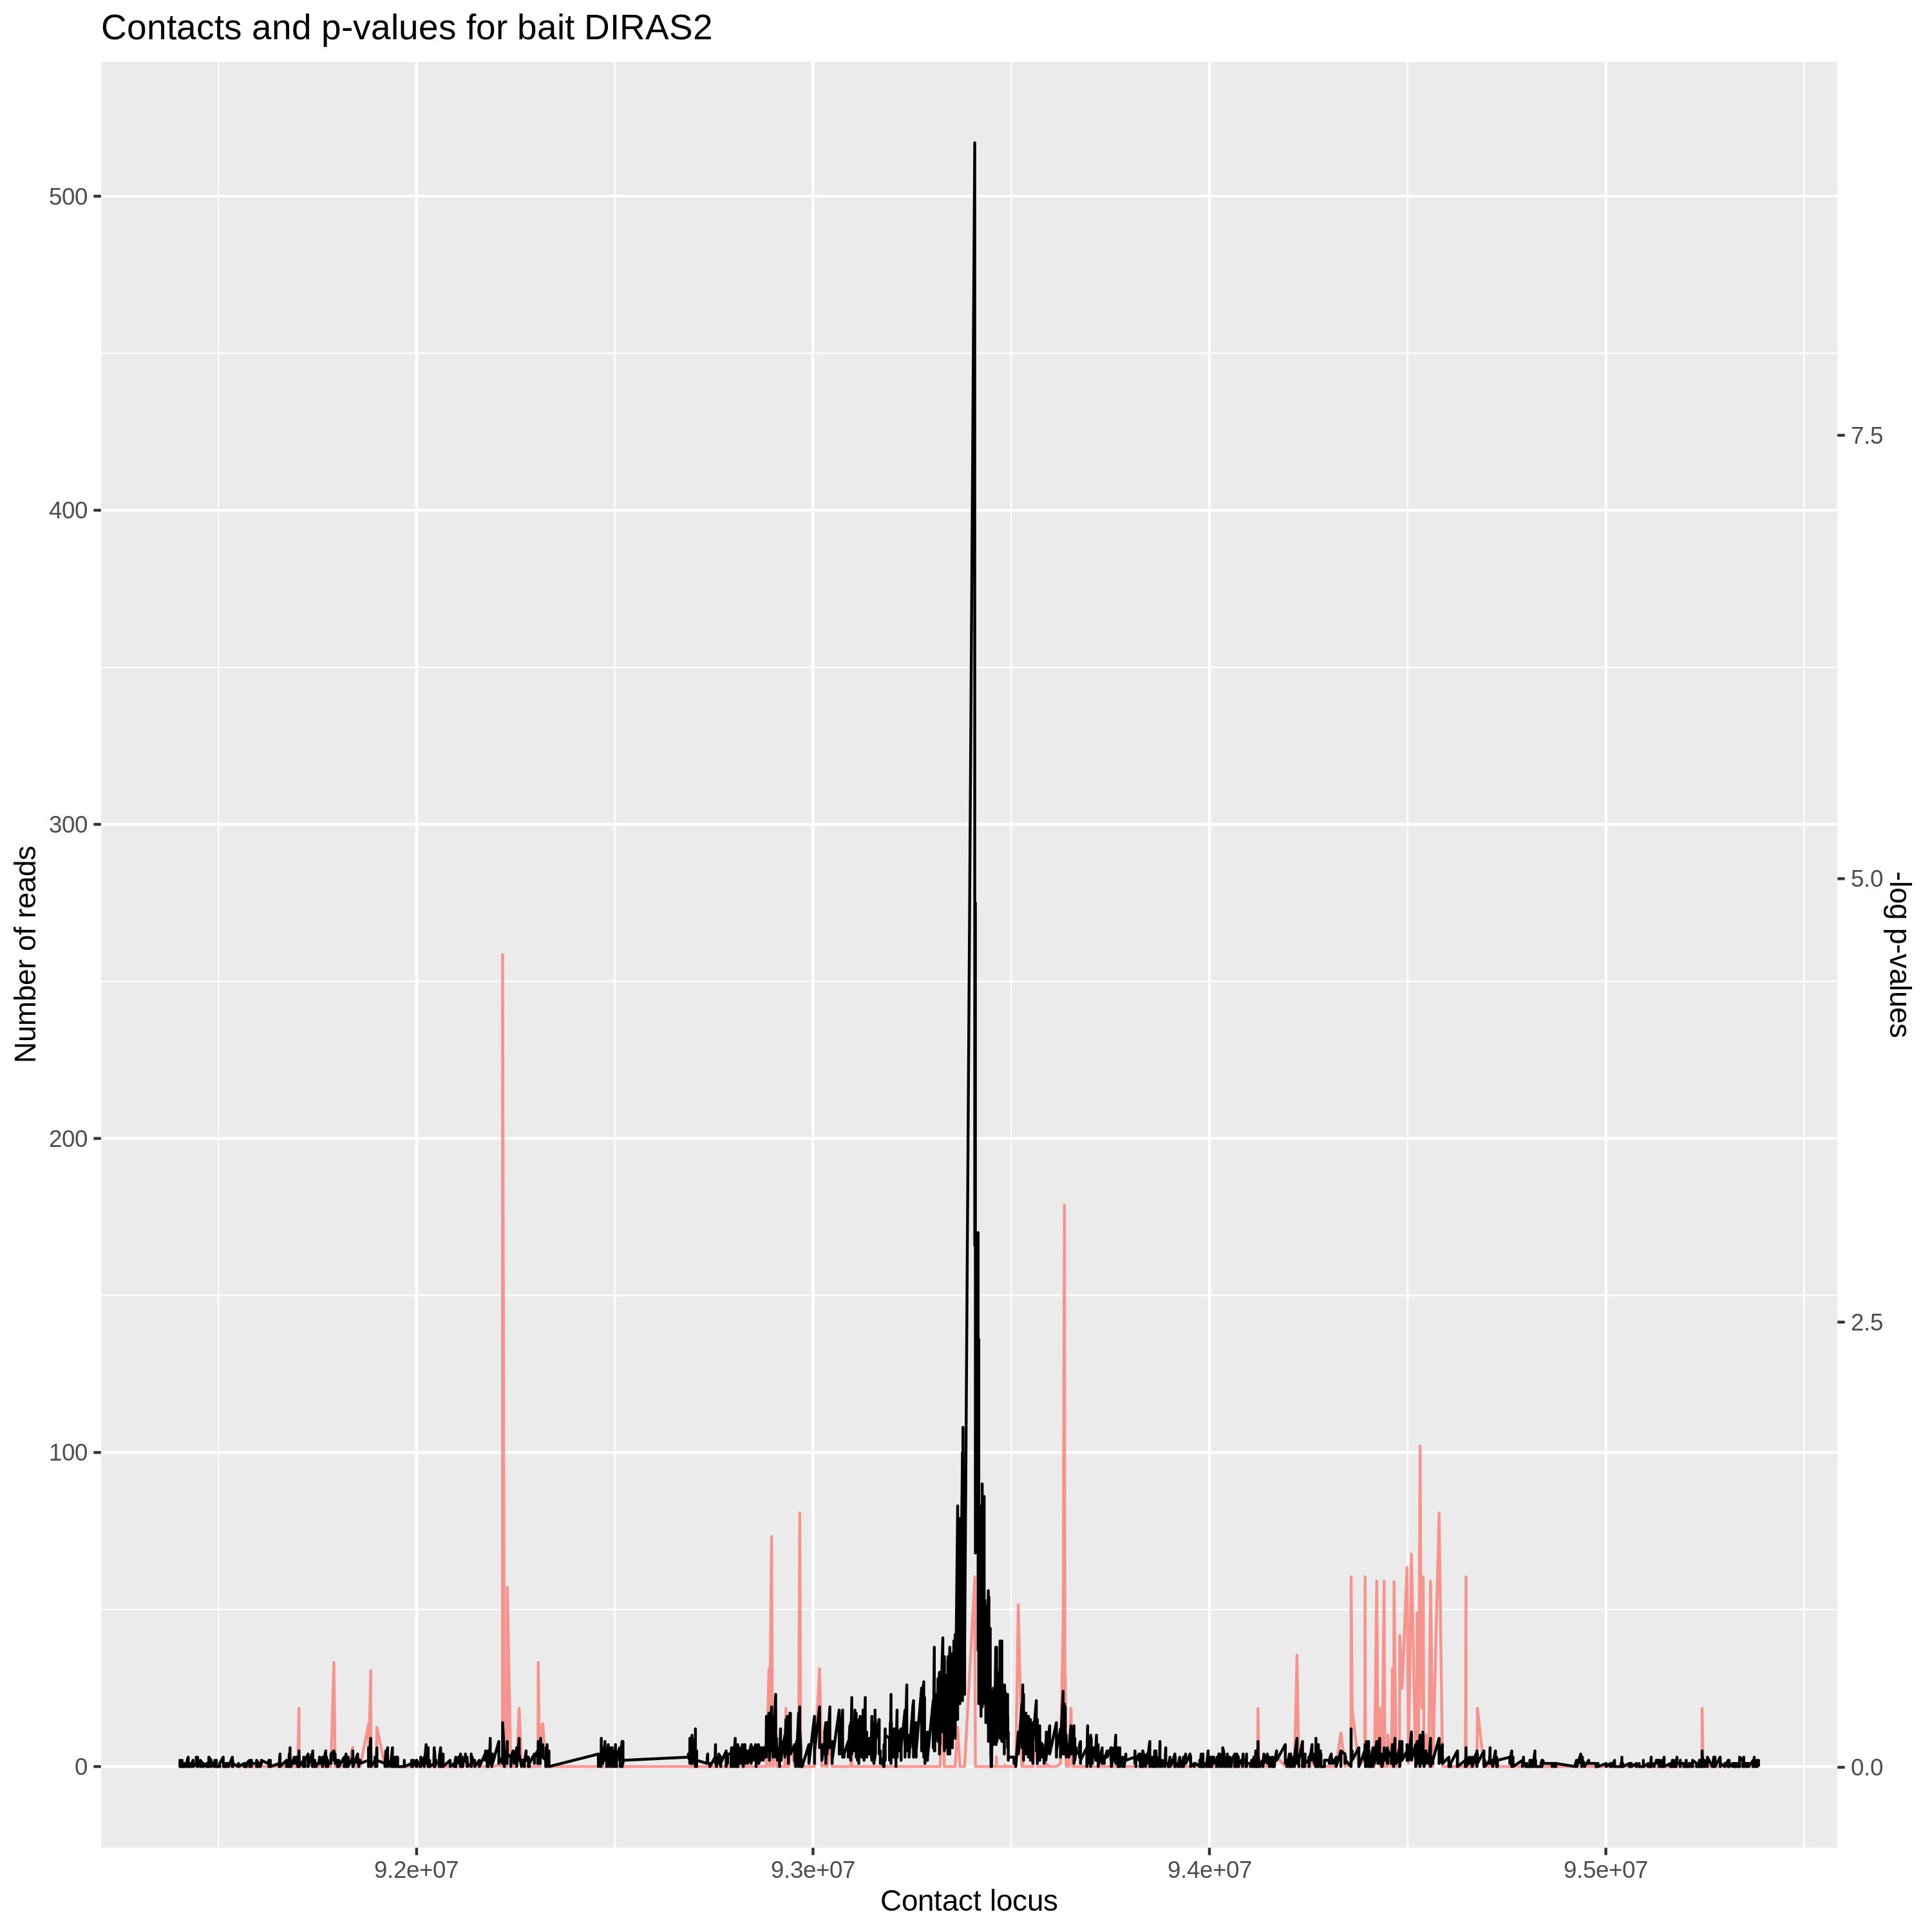 Contacts and p-values for bait DIRAS2
500
400
300
200
100
0
Number of reads
7.5
5.0
2.5
0.0
-log p-values
9.2e+07
9.3e+07
9.4e+07
9.5e+07
Contact locus